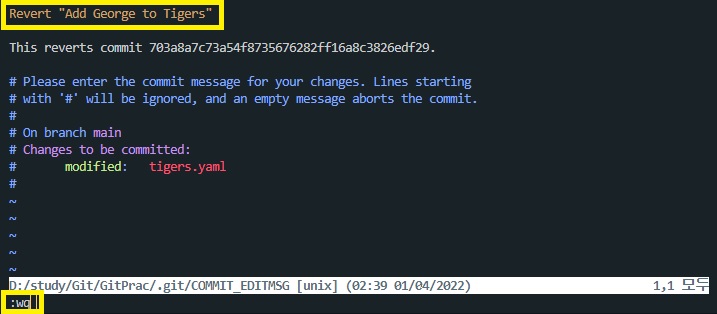 Revert "Add George to Tigers"
This reverts commit 703a8a7c73a54f8735676282ff16a8c3826edf29.
# Please enter the commit message for your changes. Lines starting
# with '#' will be ignored, and an empty message aborts the commit.
#
# On branch main
# Changes to be committed:
#       modified:   tigers.yaml
#
~
~
~
~
~
D:/study/Git/GitPrac/.git/COMMIT_EDITMSG [unix] (02:39 01/04/2022) 1,1 모두
:wq